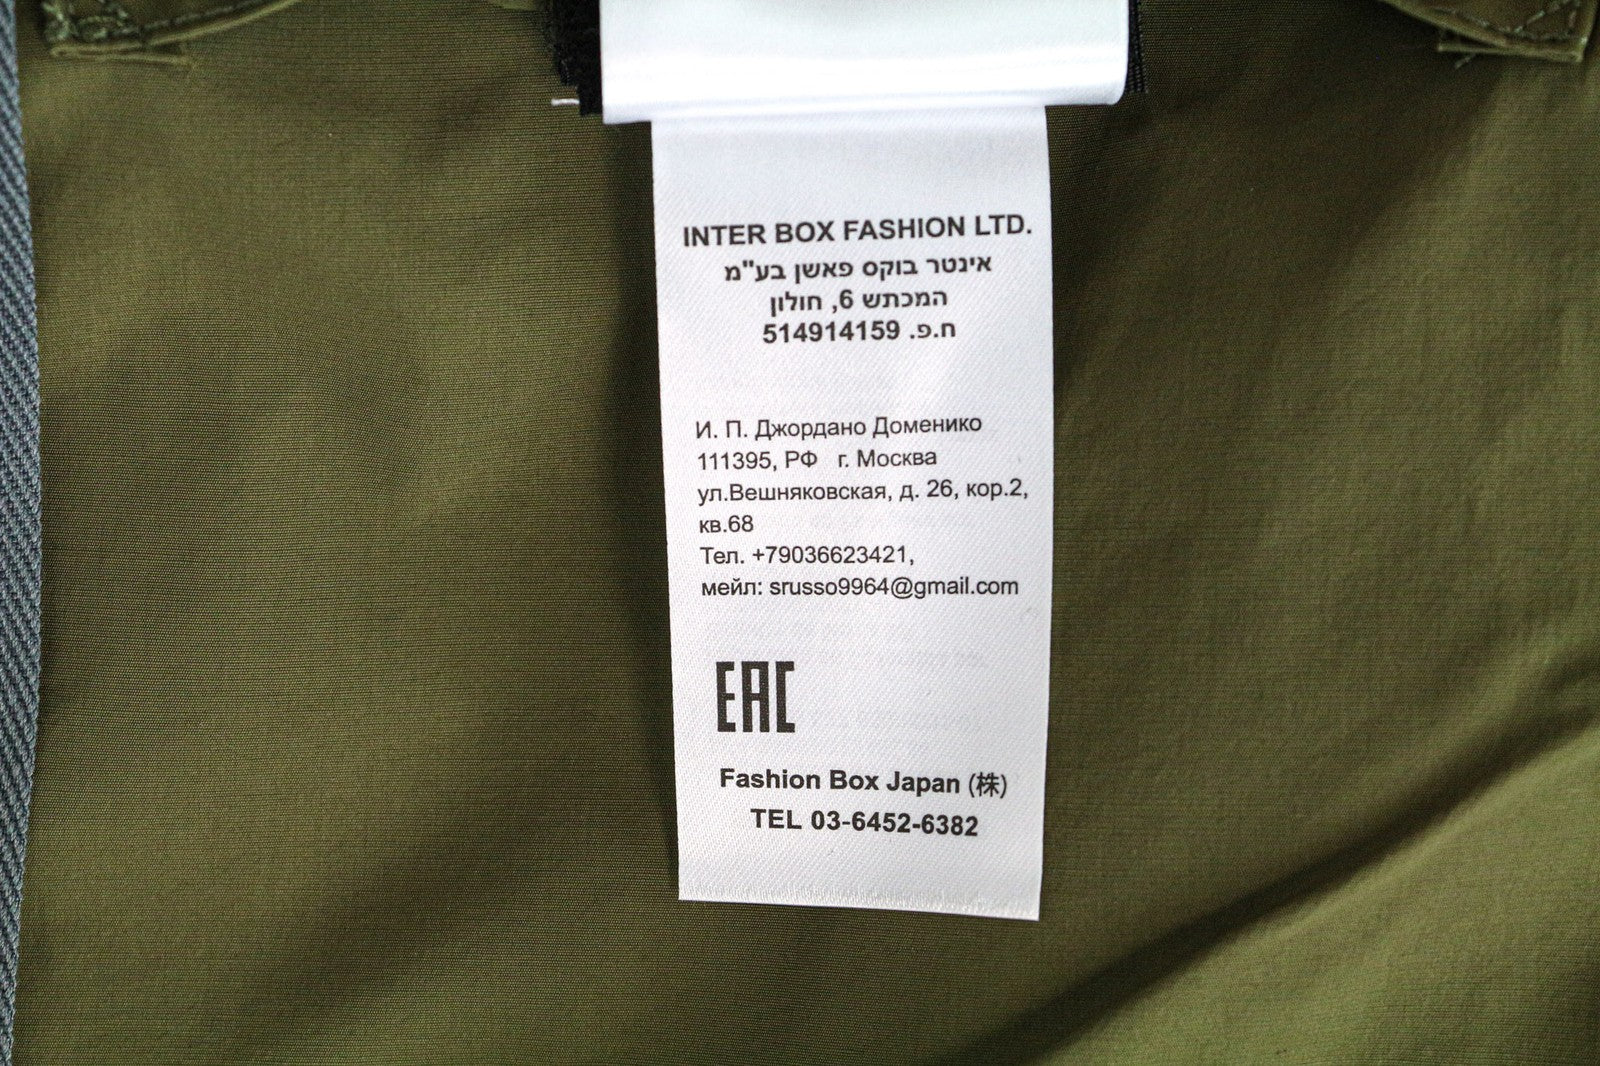 INTER BOX FASHION LTD.
אינטר בוקס פאשן בע"מ
המכתש 6, חולון
ח.פ. 514914159
И. П. Джордано Доменико
111395, РФ г. Москва
ул.Вешняковская, д. 26, кор.2,
кв.68
Тел. +79036623421,
мейл: srusso9964@gmail.com
EAC
Fashion Box Japan (株)
TEL 03-6452-6382